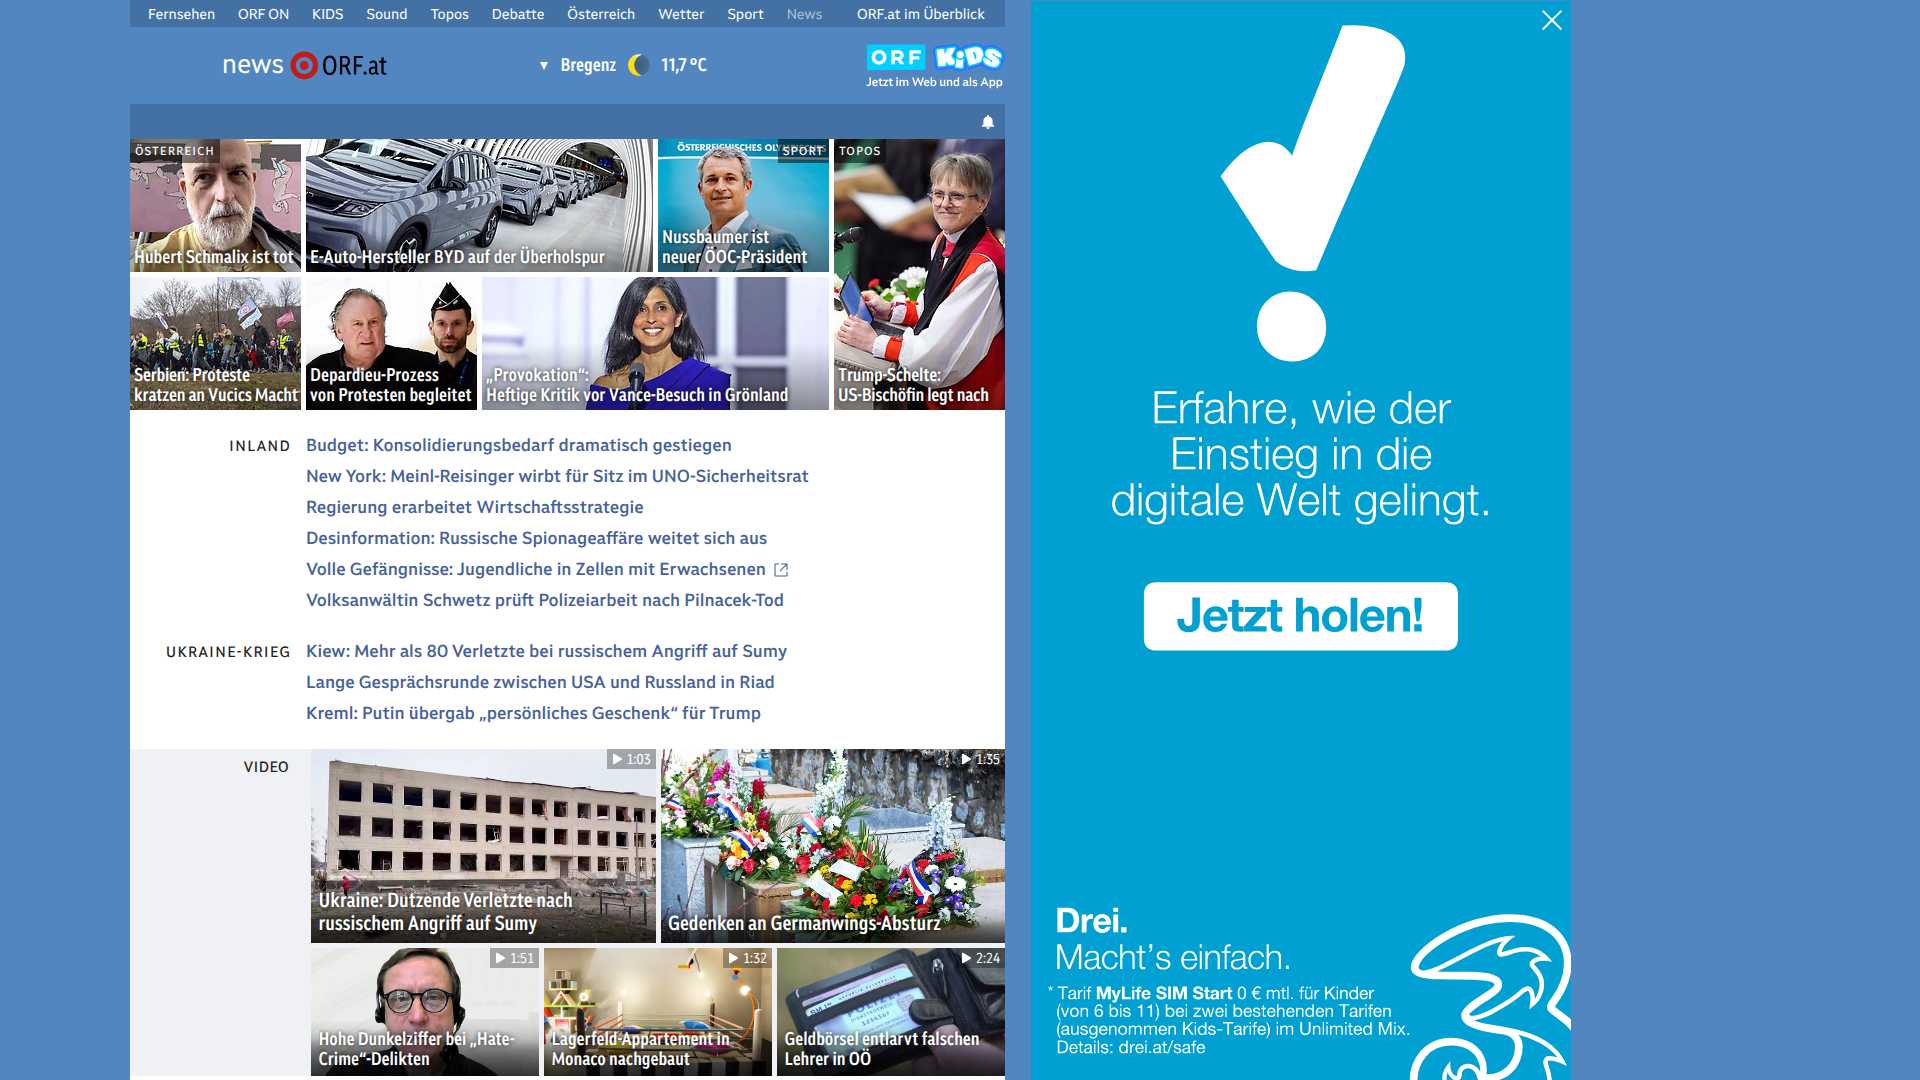 Fernsehen ORF ON KIDS Sound Topos Debatte Österreich Wetter Sport News ORF.at im Überblick
news ORF.at
Bregenz 11,7 °C
ORF KiDS
Jetzt im Web und als App
ÖSTERREICH
Hubert Schmalix ist tot
E-Auto-Hersteller BYD auf der Überholspur
SPORT
Nussbaumer ist
neuer ÖOC-Präsident
TOPOS
Trump-Schelte:
US-Bischöfin legt nach
Serbien: Proteste
kratzen an Vucics Macht
Depardieu-Prozess
von Protesten begleitet
„Provokation“:
Heftige Kritik vor Vance-Besuch in Grönland
INLAND
Budget: Konsolidierungsbedarf dramatisch gestiegen
New York: Meinl-Reisinger wirbt für Sitz im UNO-Sicherheitsrat
Regierung erarbeitet Wirtschaftsstrategie
Desinformation: Russische Spionageaffäre weitet sich aus
Volle Gefängnisse: Jugendliche in Zellen mit Erwachsenen
Volksanwältin Schwetz prüft Polizeiarbeit nach Pilnacek-Tod
UKRAINE-KRIEG
Kiew: Mehr als 80 Verletzte bei russischem Angriff auf Sumy
Lange Gesprächsrunde zwischen USA und Russland in Riad
Kreml: Putin übergab „persönliches Geschenk“ für Trump
VIDEO
1:03
Ukraine: Dutzende Verletzte nach
russischem Angriff auf Sumy
1:35
Gedenken an Germanwings-Absturz
1:51
Hohe Dunkelziffer bei „Hate-
Crime“-Delikten
1:32
Lagerfeld-Appartement in
Monaco nachgebaut
2:24
Geldbörsel entlarvt falschen
Lehrer in OÖ
Erfahre, wie der
Einstieg in die
digitale Welt gelingt.
Jetzt holen!
Drei.
Macht’s einfach.
* Tarif MyLife SIM Start 0 € mtl. für Kinder
(von 6 bis 11) bei zwei bestehenden Tarifen
(ausgenommen Kids-Tarife) im Unlimited Mix.
Details: drei.at/safe